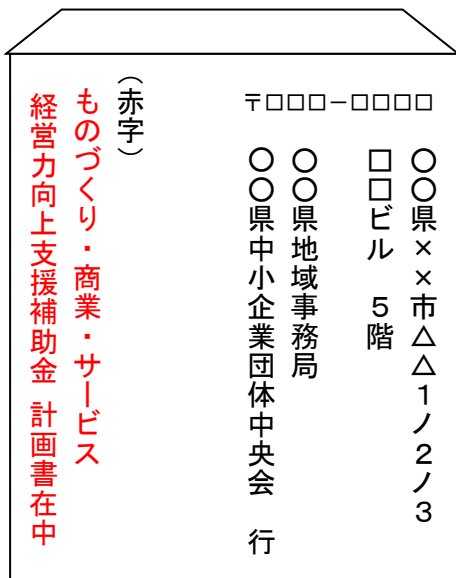 〒□□□－□□□□
〇〇県××市△△１ノ２ノ３
□□ビル　５階
〇〇県地域事務局
〇〇県中小企業団体中央会　行
（赤字）
ものづくり・商業・サービス
経営力向上支援補助金 計画書在中